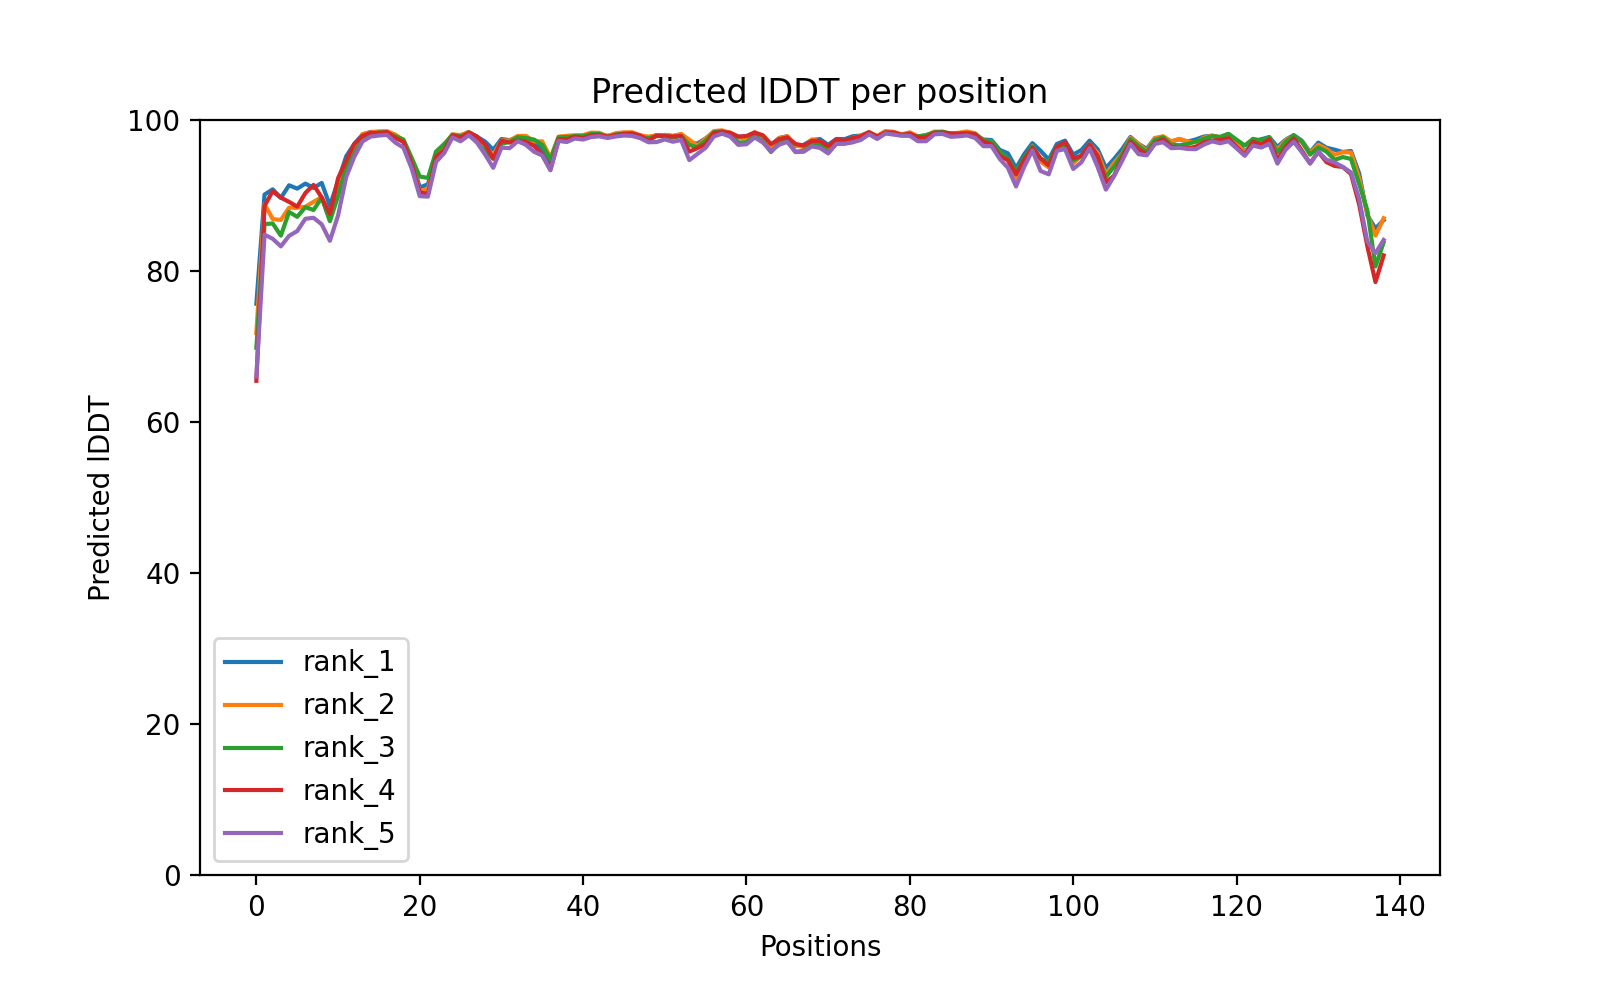 Predicted lDDT per position
100
80
60
40
20
0
Predicted lDDT
rank_1
rank_2
rank_3
rank_4
rank_5
0 20 40 60 80 100 120 140
Positions